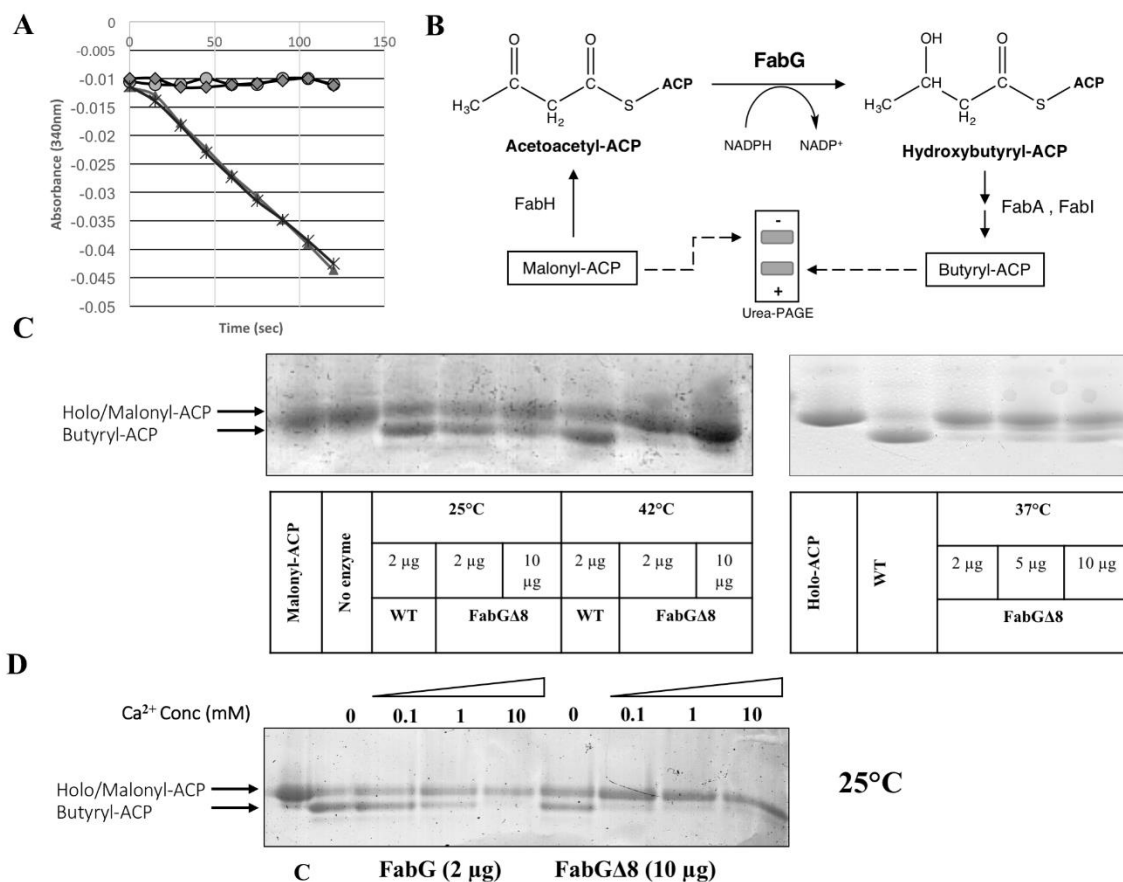 A
0
50
100
150
0
-0.005
-0.01
-0.015
-0.02
-0.025
-0.03
-0.035
-0.04
-0.045
-0.05
Absorbance (340nm)
Time (sec)
B
O O
H₃C C C ACP
C S
H₂
Acetoacetyl-ACP
FabG
NADPH NADP⁺
OH O
H₃C C C ACP
C S
H₂
Hydroxybutyryl-ACP
FabH
FabA , FabI
Malonyl-ACP
-
+
Urea-PAGE
Butyryl-ACP
C
Holo/Malonyl-ACP
Butyryl-ACP
Malonyl-ACP
No enzyme
25°C 42°C
2 µg 2 µg 10 µg 2 µg 2 µg 10 µg
WT FabGΔ8 WT FabGΔ8
Holo-ACP
WT
37°C
2 µg 5 µg 10 µg
FabGΔ8
D
Ca²⁺ Conc (mM) 0 0.1 1 10 0 0.1 1 10
Holo/Malonyl-ACP
Butyryl-ACP
25°C
C FabG (2 µg) FabGΔ8 (10 µg)